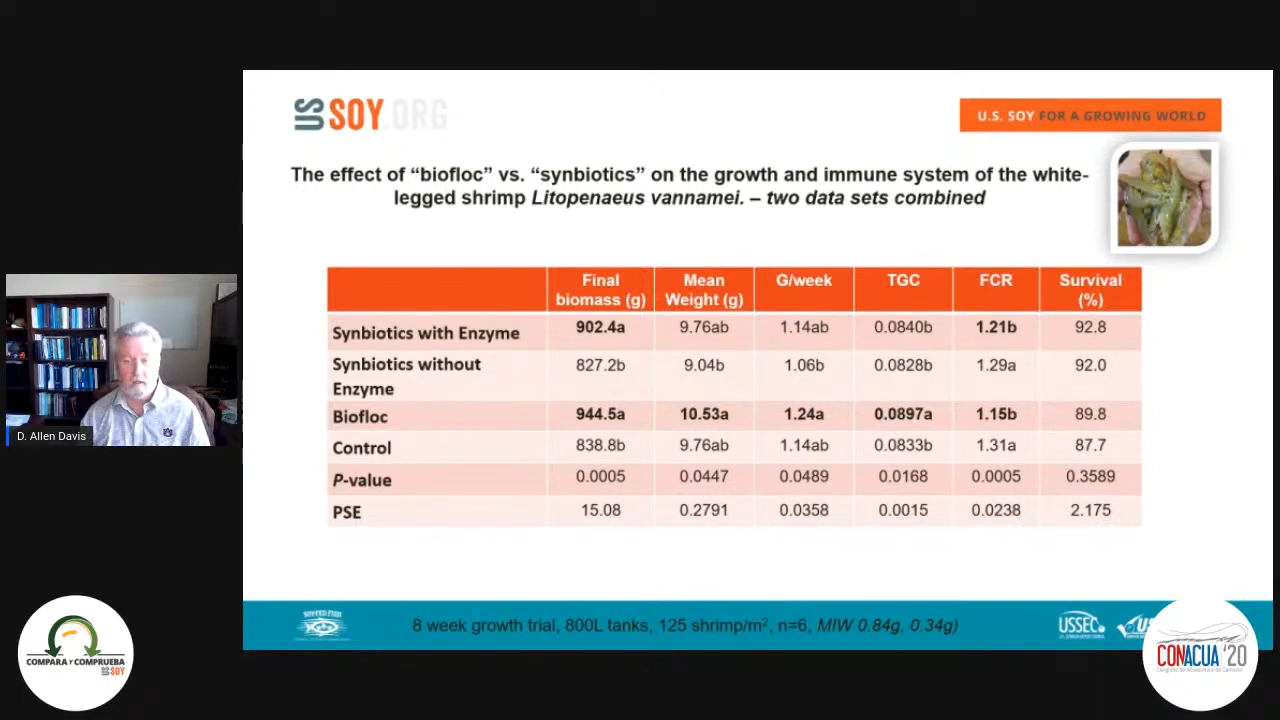 US SOY.ORG
U.S. SOY FOR A GROWING WORLD
The effect of “biofloc” vs. “synbiotics” on the growth and immune system of the white-
legged shrimp Litopenaeus vannamei. – two data sets combined
Final biomass (g) Mean Weight (g) G/week TGC FCR Survival (%)
Synbiotics with Enzyme 902.4a 9.76ab 1.14ab 0.0840b 1.21b 92.8
Synbiotics without Enzyme 827.2b 9.04b 1.06b 0.0828b 1.29a 92.0
Biofloc 944.5a 10.53a 1.24a 0.0897a 1.15b 89.8
Control 838.8b 9.76ab 1.14ab 0.0833b 1.31a 87.7
P-value 0.0005 0.0447 0.0489 0.0168 0.0005 0.3589
PSE 15.08 0.2791 0.0358 0.0015 0.0238 2.175
D. Allen Davis
8 week growth trial, 800L tanks, 125 shrimp/m², n=6, MIW 0.84g, 0.34g)
USSEC
COMPARA Y COMPRUEBA
US SOY
CONACUA '20